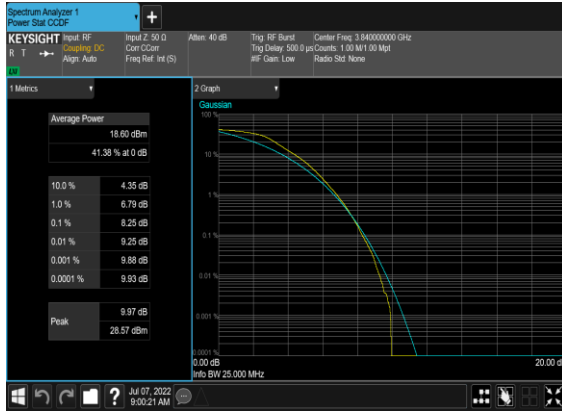 Spectrum Analyzer 1
Power Stat CCDF
+
KEYSIGHT
R T
Input: RF
Coupling: DC
Align: Auto
Input Z: 50 Ω
Corr CCorr
Freq Ref: Int (S)
Atten: 40 dB
Trig: RF Burst
Trig Delay: 500.0 µs
#IF Gain: Low
Center Freq: 3.840000000 GHz
Counts: 1.00 M/1.00 Mpt
Radio Std: None
1 Metrics
Average Power
18.60 dBm
41.38 % at 0 dB
10.0 % 4.35 dB
1.0 % 6.79 dB
0.1 % 8.25 dB
0.01 % 9.25 dB
0.001 % 9.88 dB
0.0001 % 9.93 dB
Peak
9.97 dB
28.57 dBm
2 Graph
Gaussian
100 %
10 %
1 %
0.1 %
0.01 %
0.001 %
0.0001 %
0.00 dB
20.00 d
Info BW 25.000 MHz
?
Jul 07, 2022
9:00:21 AM